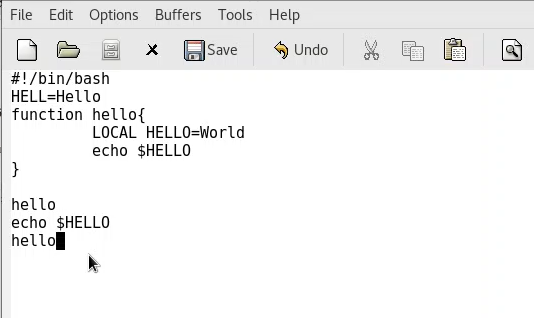 File Edit Options Buffers Tools Help
Save Undo
#!/bin/bash
HELL=Hello
function hello{
LOCAL HELLO=World
echo $HELLO
}
hello
echo $HELLO
hello